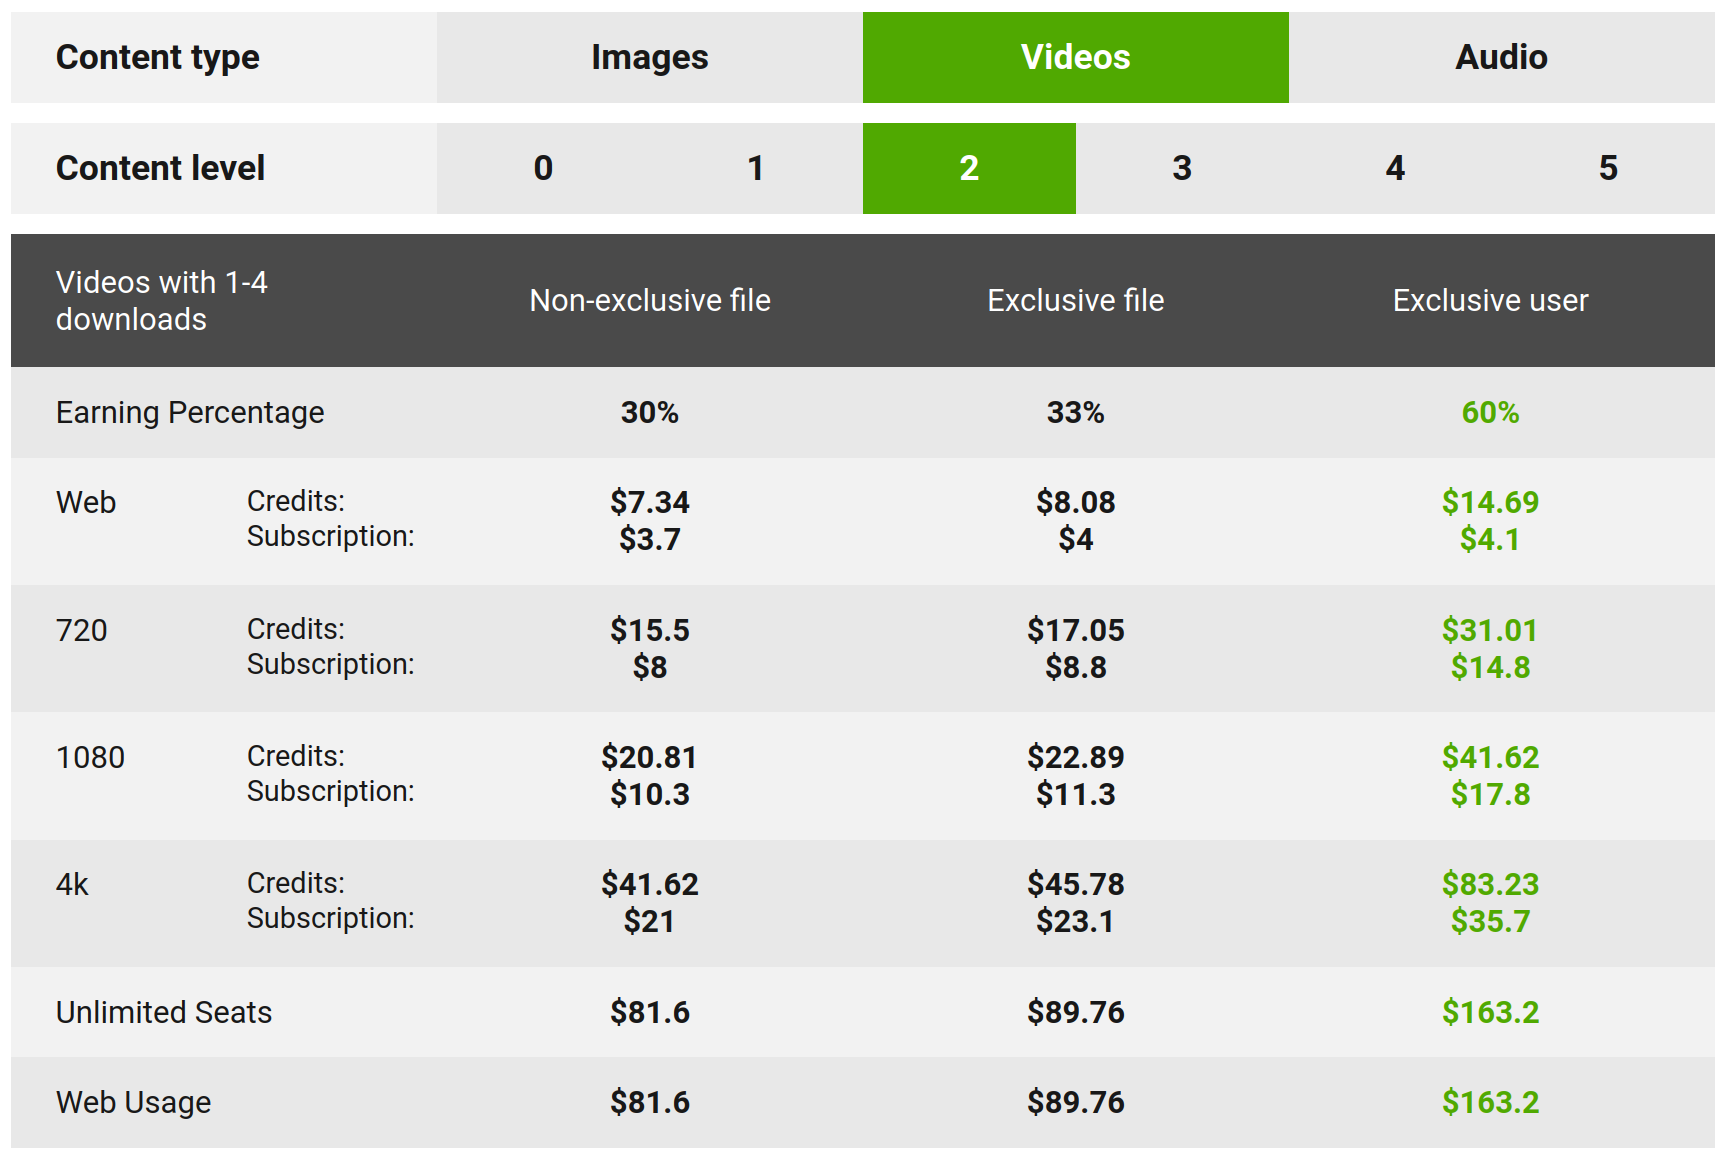 Content type Images Videos Audio
Content level 0 1 2 3 4 5
Videos with 1-4
downloads
Non-exclusive file Exclusive file Exclusive user
Earning Percentage 30% 33% 60%
Web Credits: $7.34 $8.08 $14.69
Subscription: $3.7 $4 $4.1
720 Credits: $15.5 $17.05 $31.01
Subscription: $8 $8.8 $14.8
1080 Credits: $20.81 $22.89 $41.62
Subscription: $10.3 $11.3 $17.8
4k Credits: $41.62 $45.78 $83.23
Subscription: $21 $23.1 $35.7
Unlimited Seats $81.6 $89.76 $163.2
Web Usage $81.6 $89.76 $163.2